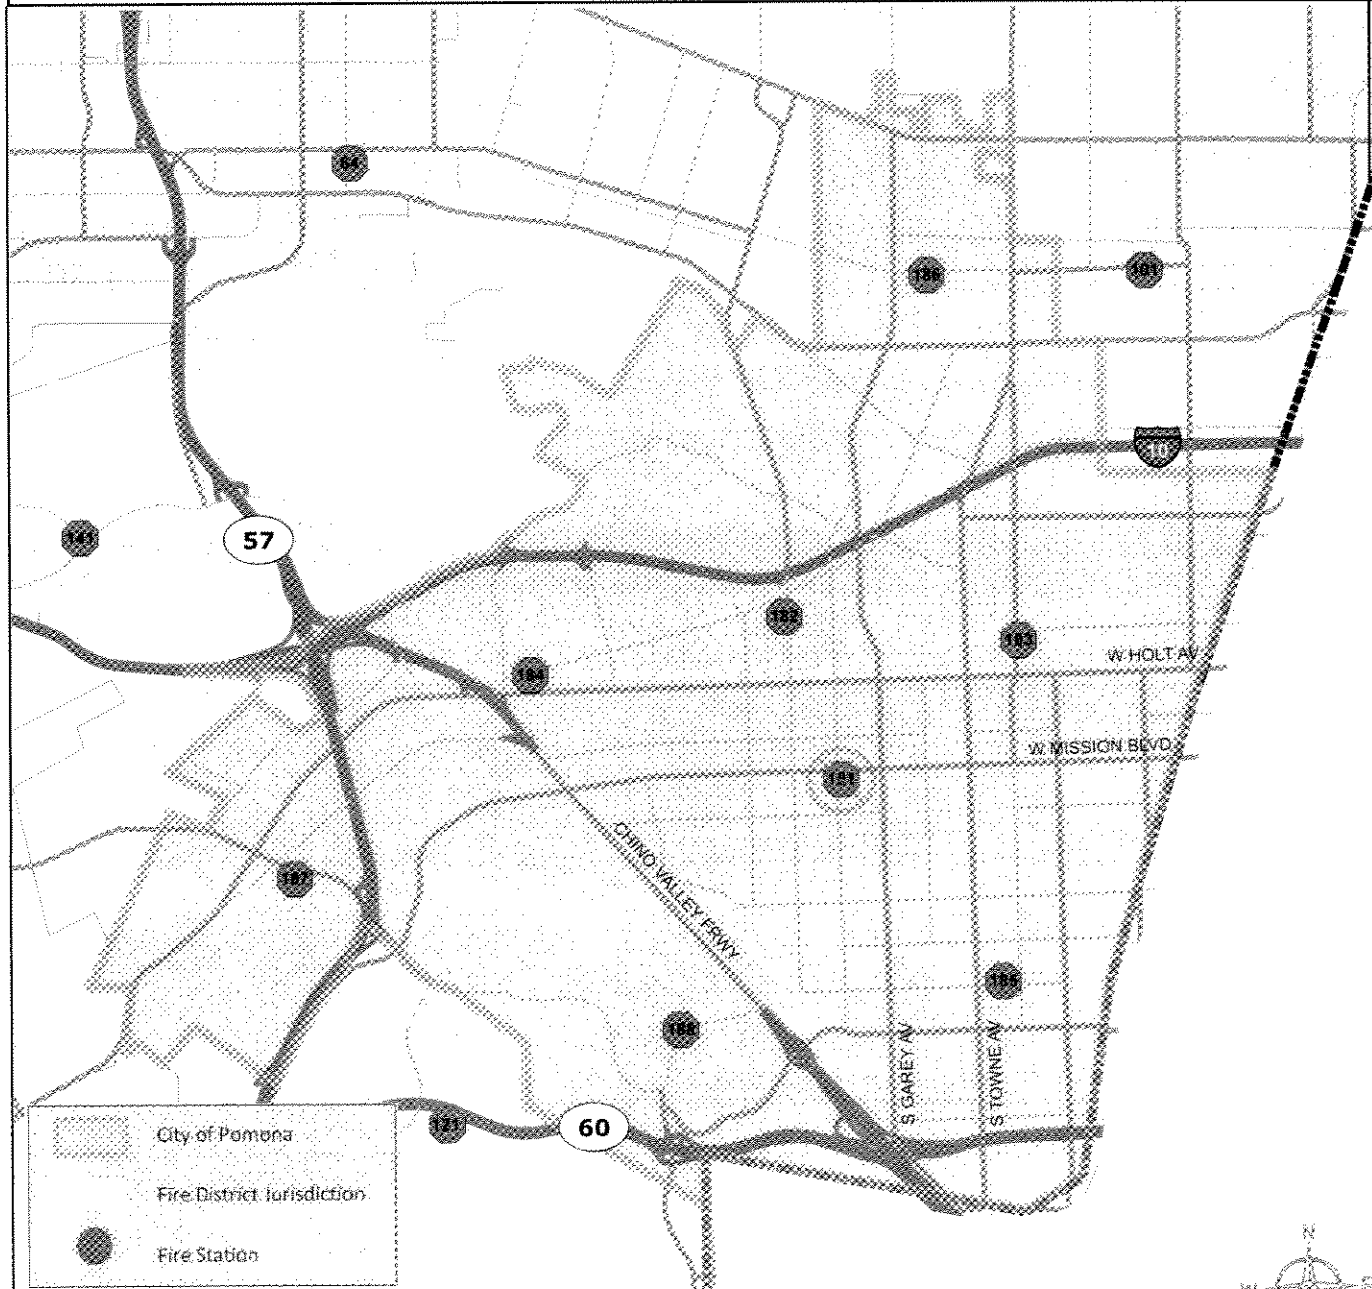 64
186
101
10
141
57
182
183
W HOLT AV
184
W MISSION BLVD
181
CHINO VALLEY FRWY
187
185
188
S GAREY AV
S TOWNE AV
121
60
City of Pomona
Fire District Jurisdiction
Fire Station
N
W
E